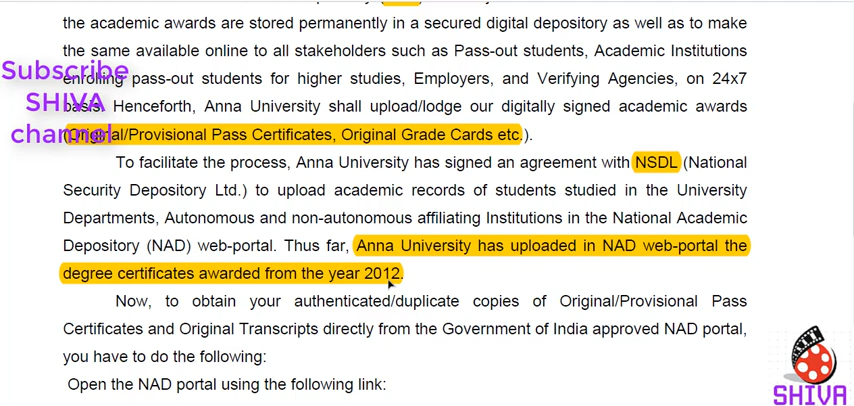 the academic awards are stored permanently in a secured digital depository as well as to make
the same available online to all stakeholders such as Pass-out students, Academic Institutions
enrolling pass-out students for higher studies, Employers, and Verifying Agencies, on 24x7
basis. Henceforth, Anna University shall upload/lodge our digitally signed academic awards
(Original/Provisional Pass Certificates, Original Grade Cards etc.).
To facilitate the process, Anna University has signed an agreement with NSDL (National
Security Depository Ltd.) to upload academic records of students studied in the University
Departments, Autonomous and non-autonomous affiliating Institutions in the National Academic
Depository (NAD) web-portal. Thus far, Anna University has uploaded in NAD web-portal the
degree certificates awarded from the year 2012.
Now, to obtain your authenticated/duplicate copies of Original/Provisional Pass
Certificates and Original Transcripts directly from the Government of India approved NAD portal,
you have to do the following:
Open the NAD portal using the following link:
Subscribe
SHIVA
channel
SHIVA